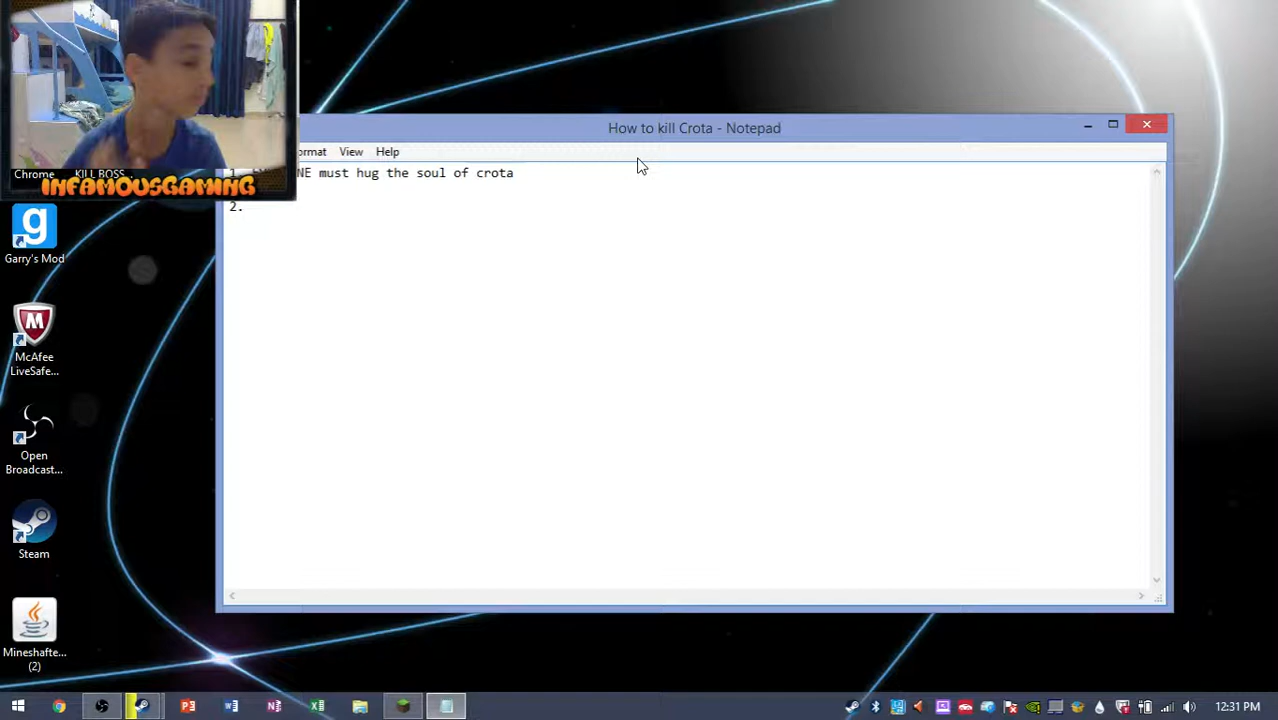 How to kill Crota - Notepad
ormat View Help
NE must hug the soul of crota
2.
Chrome
KILL BOSS
INFAMOUSGAMING
Garry's Mod
McAfee
LiveSafe...
Open
Broadcast...
Steam
Mineshafte...
(2)
12:31 PM